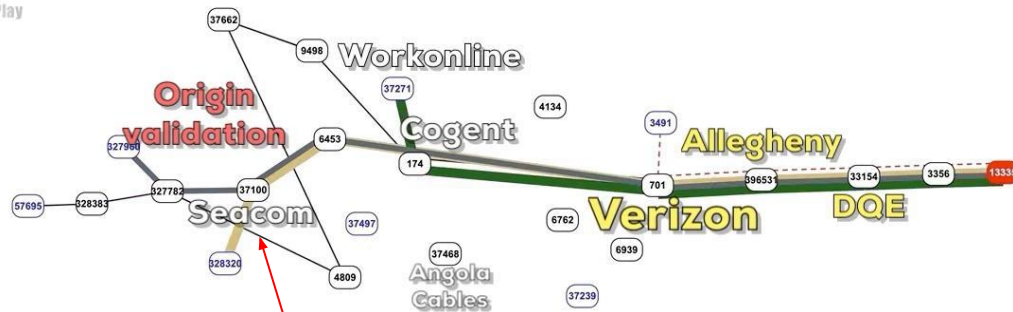 lay
37662
9498
Workonline
Origin
validation
37271
4134
3491
Allegheny
Cogent
6453
174
327960
327782
37100
Seacom
57695
328383
701
396531
33154
3356
Verizon
DQE
37497
6762
6939
37468
Angola
Cables
328320
4809
37239